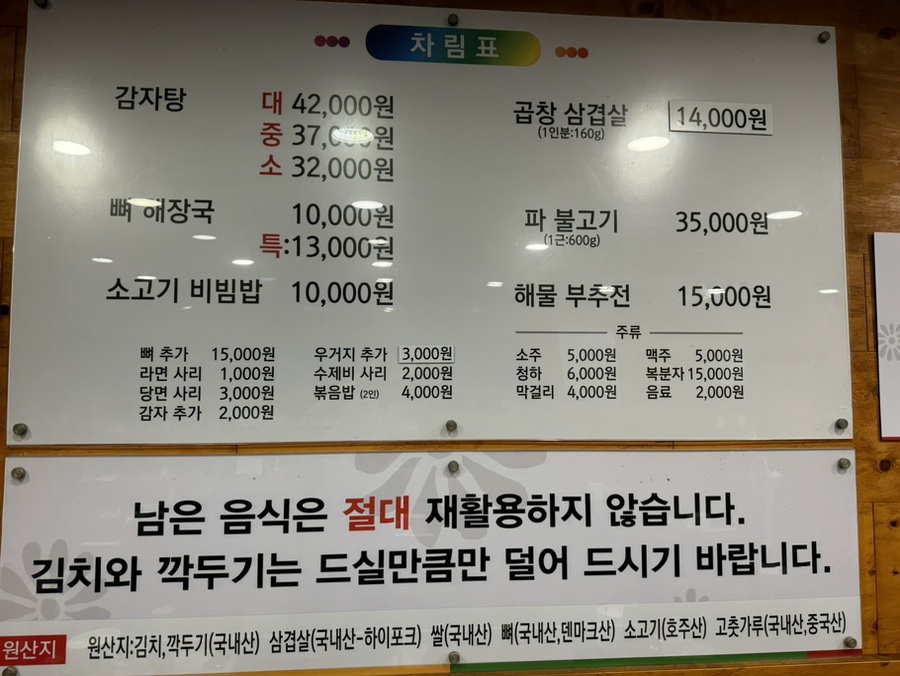 차림표
감자탕 대 42,000원
중 37,000원
소 32,000원
뼈 해장국 10,000원
특:13,000원
소고기 비빔밥 10,000원
곱창 삼겹살 14,000원
(1인분:160g)
파 불고기 35,000원
(1근:600g)
해물 부추전 15,000원
뼈 추가 15,000원
라면 사리 1,000원
당면 사리 3,000원
감자 추가 2,000원
우거지 추가 3,000원
수제비 사리 2,000원
볶음밥 (2인) 4,000원
주류
소주 5,000원 맥주 5,000원
청하 6,000원 복분자 15,000원
막걸리 4,000원 음료 2,000원
남은 음식은 절대 재활용하지 않습니다.
김치와 깍두기는 드실만큼만 덜어 드시기 바랍니다.
원산지 원산지:김치,깍두기(국내산) 삼겹살(국내산-하이포크) 쌀(국내산) 뼈(국내산,덴마크산) 소고기(호주산) 고춧가루(국내산,중국산)